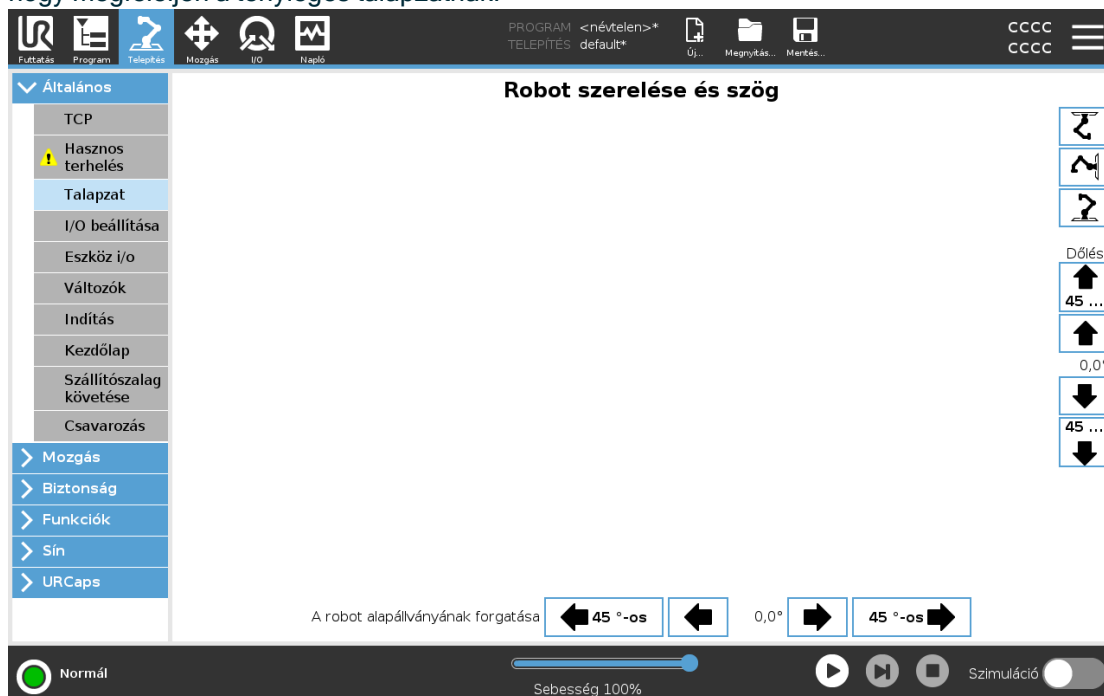 hogy megfeleljen a tényleges talapzatnak.
PROGRAM <névtelen>*
TELEPÍTÉS default*
CCCC
CCCC
Futtatás Program Telepítés Mozgás I/O Napló Új... Megnyitás... Mentés...
Általános
TCP
Hasznos
terhelés
Talapzat
I/O beállítása
Eszköz i/o
Változók
Indítás
Kezdőlap
Szállítószalag
követése
Csavarozás
Mozgás
Biztonság
Funkciók
Sín
URCaps
Robot szerelése és szög
Dőlés
45 ...
0,0°
45 ...
A robot alapállványának forgatása 45 °-os 0,0° 45 °-os
Normál
Sebesség 100%
Szimuláció